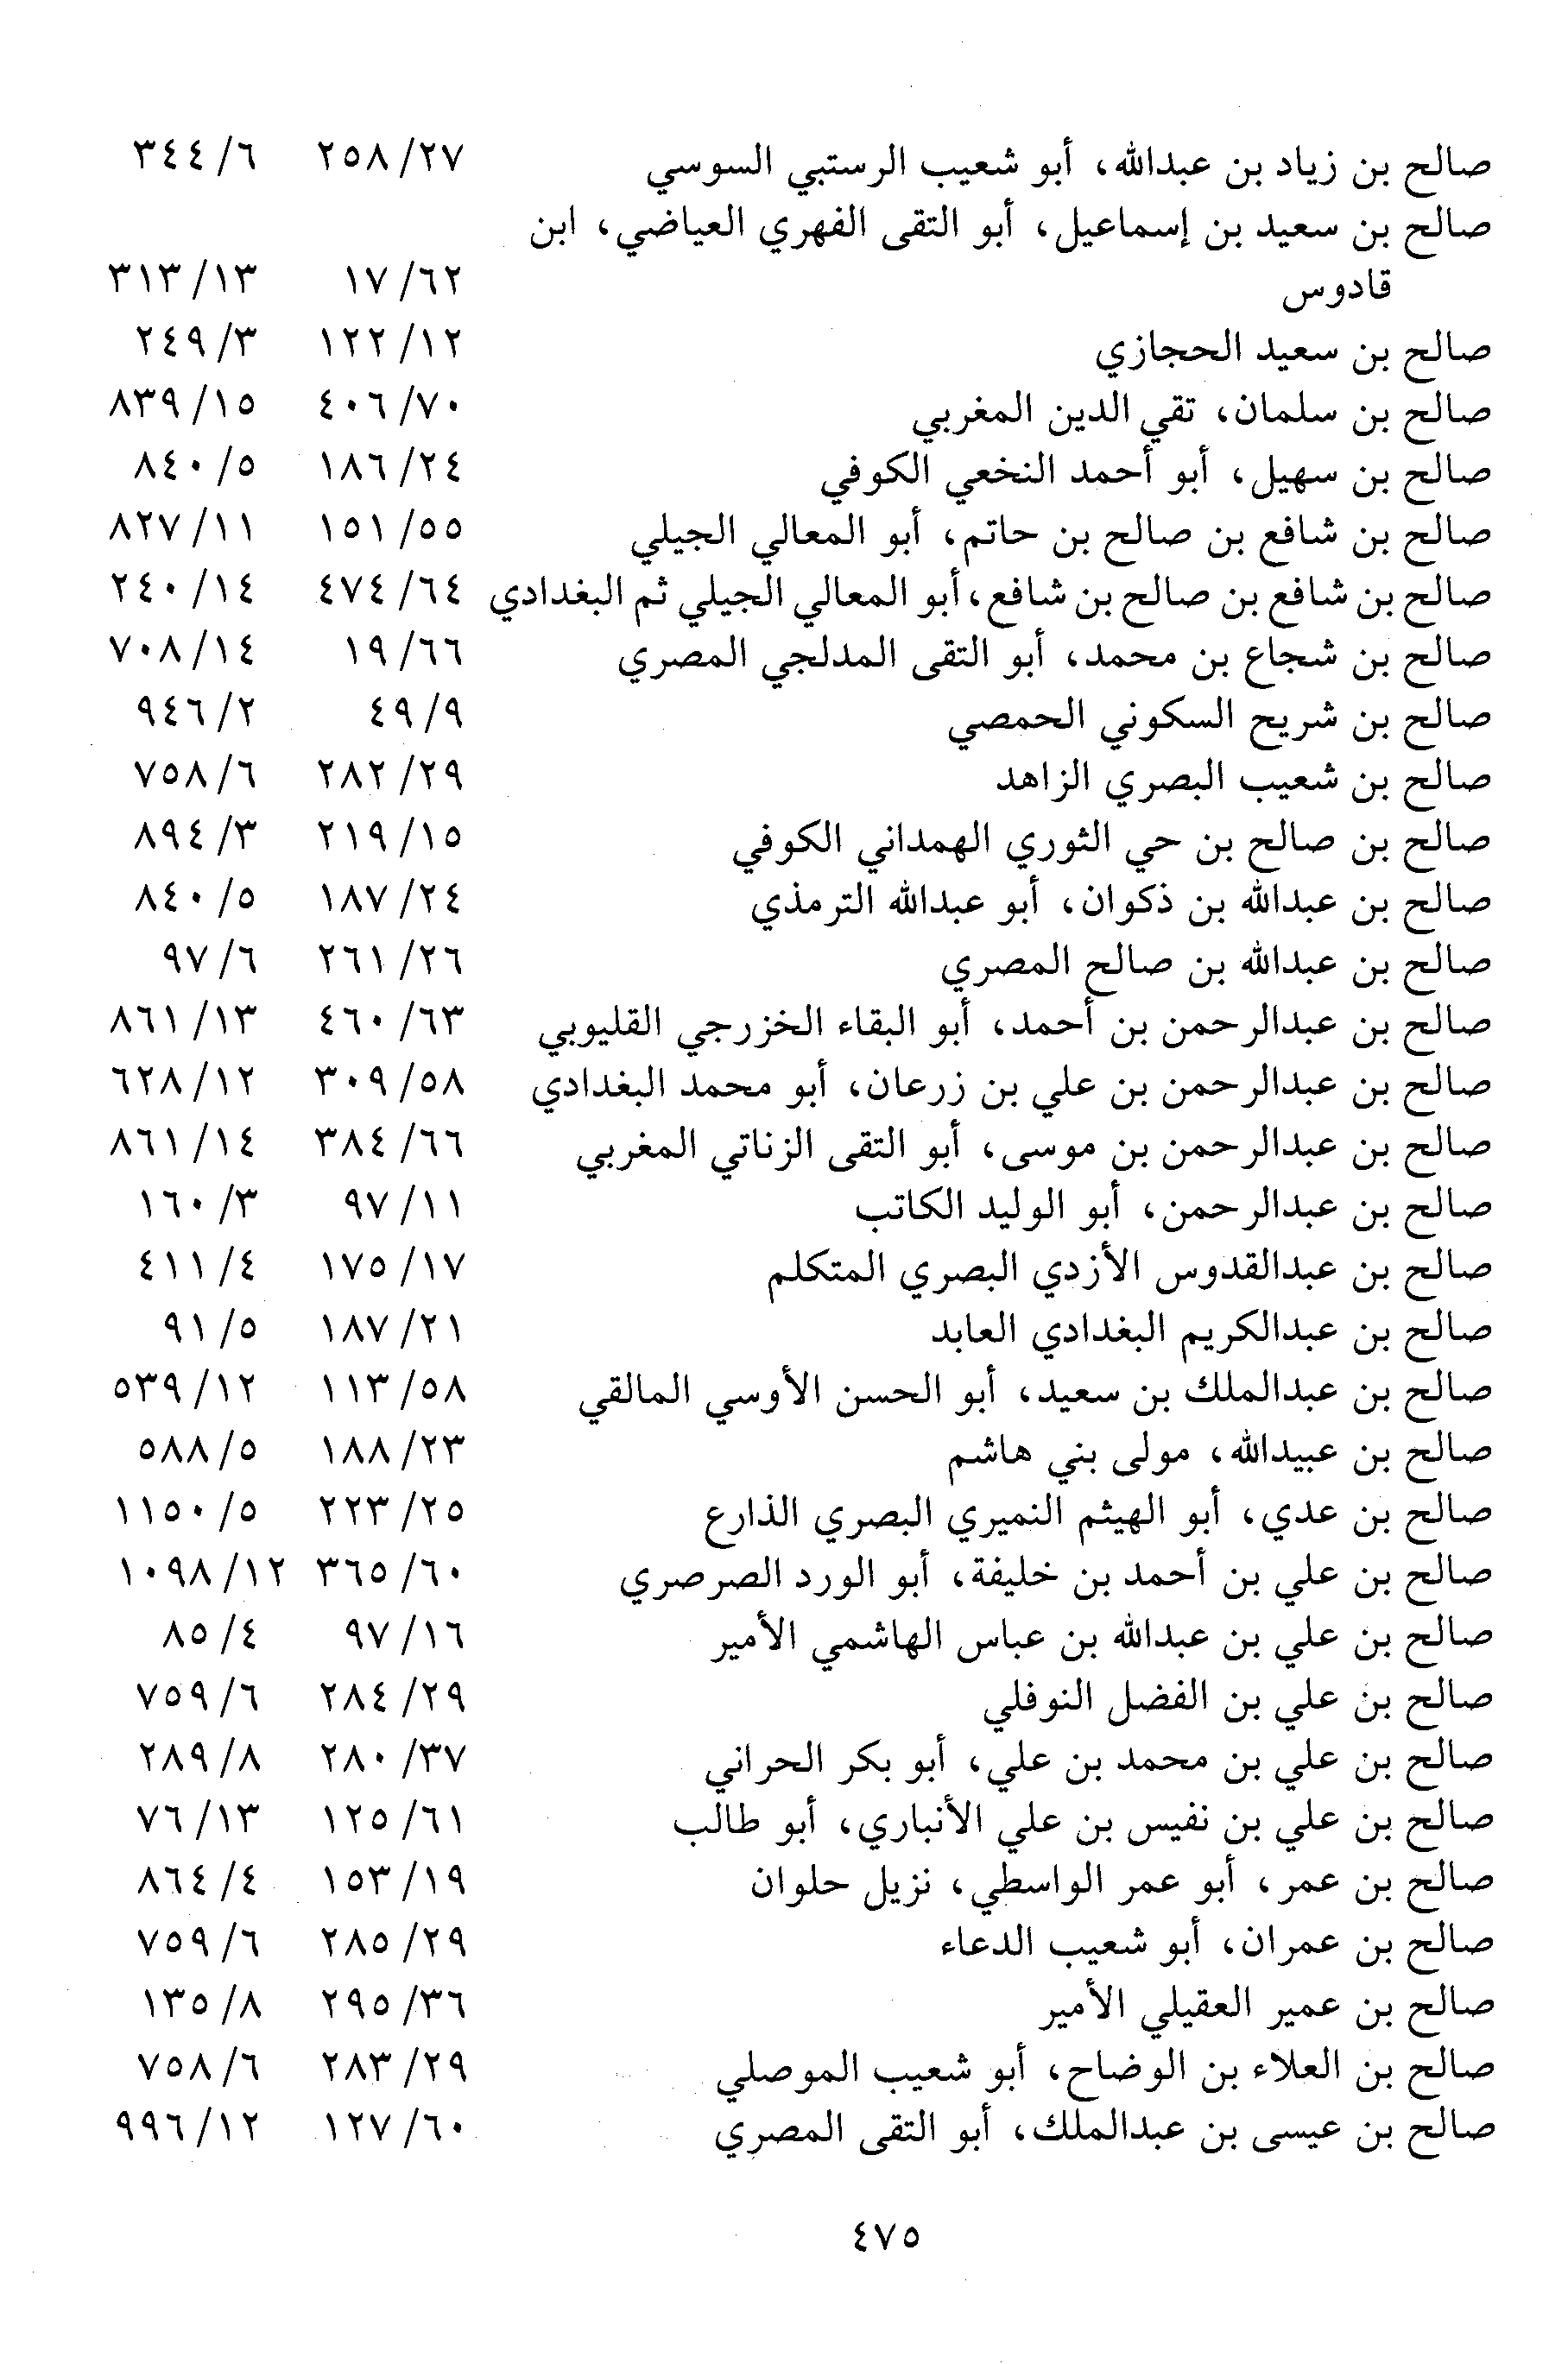 صالح بن زياد بن عبدالله، أبو شعيب الرستبي السوسي ٢٧/٢٥٨ ٦/٣٤٤
صالح بن سعيد بن إسماعيل، أبو التقى الفهري العياضي، ابن
قادوس ٦٢/١٧ ١٣/٣١٣
صالح بن سعيد الحجازي ١٢/١٢٢ ٣/٢٤٩
صالح بن سلمان، تقي الدين المغربي ٧٠/٤٠٦ ١٥/٨٣٩
صالح بن سهيل، أبو أحمد النخعي الكوفي ٢٤/١٨٦ ٥/٨٤٠
صالح بن شافع بن صالح بن حاتم، أبو المعالي الجيلي ٥٥/١٥١ ١١/٨٢٧
صالح بن شافع بن صالح بن شافع، أبو المعالي الجيلي ثم البغدادي ٦٤/٤٧٤ ١٤/٢٤٠
صالح بن شجاع بن محمد، أبو التقى المدلجي المصري ٦٦/١٩ ١٤/٧٠٨
صالح بن شريح السكوني الحمصي ٩/٤٩ ٢/٩٤٦
صالح بن شعيب البصري الزاهد ٢٩/٢٨٢ ٦/٧٥٨
صالح بن صالح بن حي الثوري الهمداني الكوفي ١٥/٢١٩ ٣/٨٩٤
صالح بن عبدالله بن ذكوان، أبو عبدالله الترمذي ٢٤/١٨٧ ٥/٨٤٠
صالح بن عبدالله بن صالح المصري ٢٦/٢٦١ ٦/٩٧
صالح بن عبدالرحمن بن أحمد، أبو البقاء الخزرجي القليوبي ٦٣/٤٦٠ ١٣/٨٦١
صالح بن عبدالرحمن بن علي بن زرعان، أبو محمد البغدادي ٥٨/٣٠٩ ١٢/٦٢٨
صالح بن عبدالرحمن بن موسى، أبو التقى الزناتي المغربي ٦٦/٣٨٤ ١٤/٨٦١
صالح بن عبدالرحمن، أبو الوليد الكاتب ١١/٩٧ ٣/١٦٠
صالح بن عبدالقدوس الأزدي البصري المتكلم ١٧/١٧٥ ٤/٤١١
صالح بن عبدالكريم البغدادي العابد ٢١/١٨٧ ٥/٩١
صالح بن عبدالملك بن سعيد، أبو الحسن الأوسي المالقي ٥٨/١١٣ ١٢/٥٣٩
صالح بن عبيدالله، مولى بني هاشم ٢٣/١٨٨ ٥/٥٨٨
صالح بن عدي، أبو الهيثم النميري البصري الذارع ٢٥/٢٢٣ ٥/١١٥٠
صالح بن علي بن أحمد بن خليفة، أبو الورد الصرصري ٦٠/٣٦٥ ١٢/١٠٩٨
صالح بن علي بن عبدالله بن عباس الهاشمي الأمير ١٦/٩٧ ٤/٨٥
صالح بن علي بن الفضل النوفلي ٢٩/٢٨٤ ٦/٧٥٩
صالح بن علي بن محمد بن علي، أبو بكر الحراني ٣٧/٢٨٠ ٨/٢٨٩
صالح بن علي بن نفيس بن علي الأنباري، أبو طالب ٦١/١٢٥ ١٣/٧٦
صالح بن عمر، أبو عمر الواسطي، نزيل حلوان ١٩/١٥٣ ٤/٨٦٤
صالح بن عمران، أبو شعيب الدعاء ٢٩/٢٨٥ ٦/٧٥٩
صالح بن عمير العقيلي الأمير ٣٦/٢٩٥ ٨/١٣٥
صالح بن العلاء بن الوضاح، أبو شعيب الموصلي ٢٩/٢٨٣ ٦/٧٥٨
صالح بن عيسى بن عبدالملك، أبو التقى المصري ٦٠/١٢٧ ١٢/٩٩٦
٤٧٥